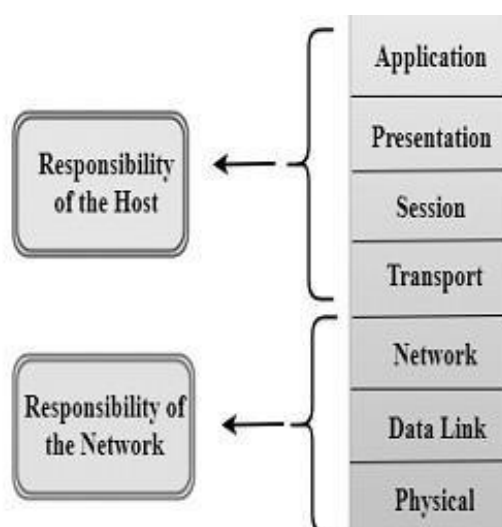 Application
Presentation
Session
Transport
Network
Data Link
Physical
Responsibility
of the Host
Responsibility of
the Network